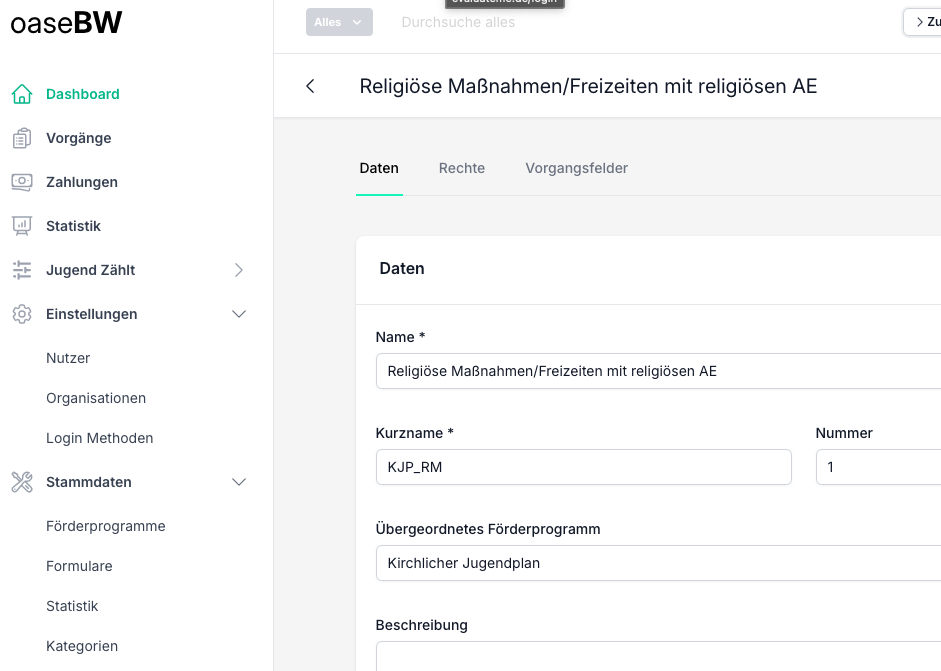 oaseBW
Dashboard
Vorgänge
Zahlungen
Statistik
Jugend Zählt
Einstellungen
Nutzer
Organisationen
Login Methoden
Stammdaten
Förderprogramme
Formulare
Statistik
Kategorien
Alles
Durchsuche alles
Zu
Religiöse Maßnahmen/Freizeiten mit religiösen AE
Daten Rechte Vorgangsfelder
Daten
Name *
Religiöse Maßnahmen/Freizeiten mit religiösen AE
Kurzname * Nummer
KJP_RM 1
Übergeordnetes Förderprogramm
Kirchlicher Jugendplan
Beschreibung